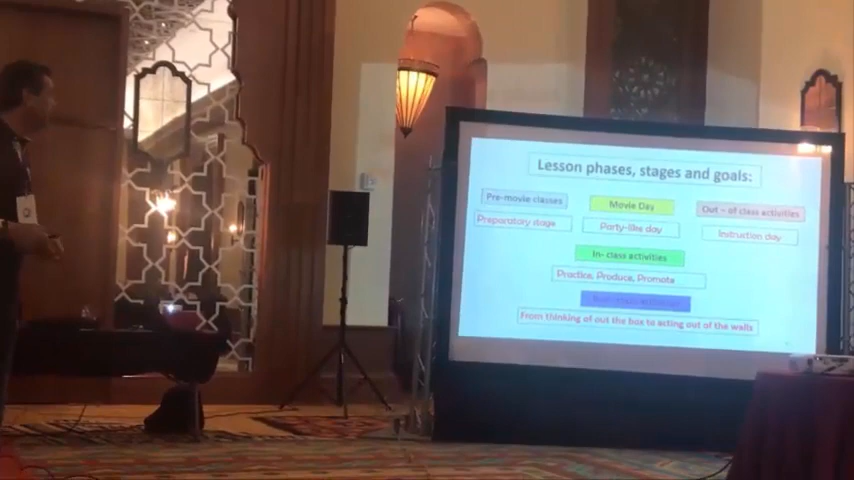 Lesson phases, stages and goals:
Pre-movie classes
Movie Day
Out – of class activities
Preparatory stage
Party-like day
Instruction day
In- class activities
Practice, Produce, Promote
From thinking of out the box to acting out of the walls